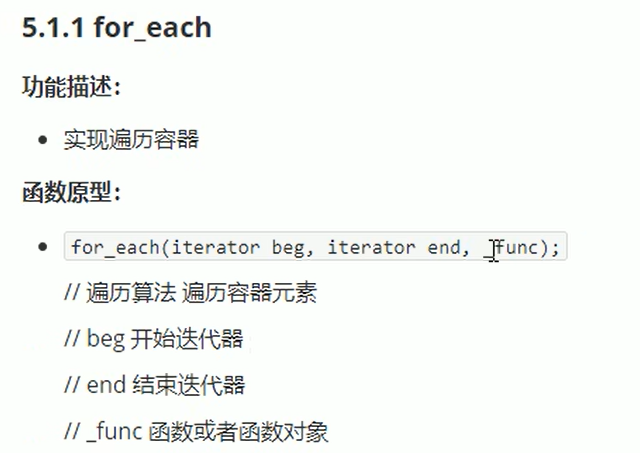 5.1.1 for_each
功能描述：
• 实现遍历容器
函数原型：
• for_each(iterator beg, iterator end, _func);
// 遍历算法 遍历容器元素
// beg 开始迭代器
// end 结束迭代器
// _func 函数或者函数对象